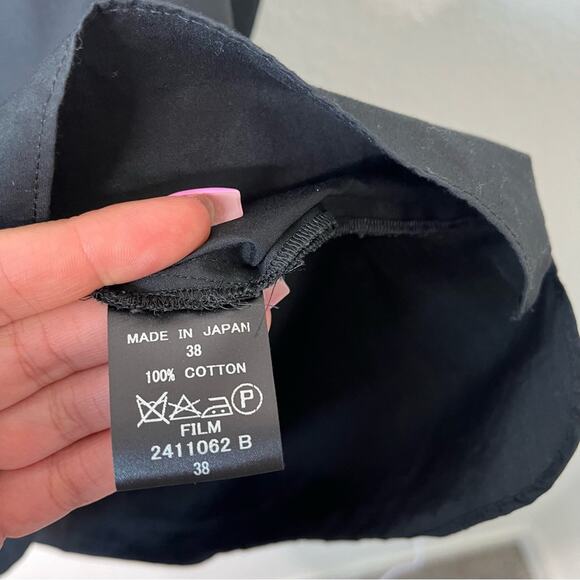 MADE IN JAPAN
38
100% COTTON
P
FILM
2411062 B
38